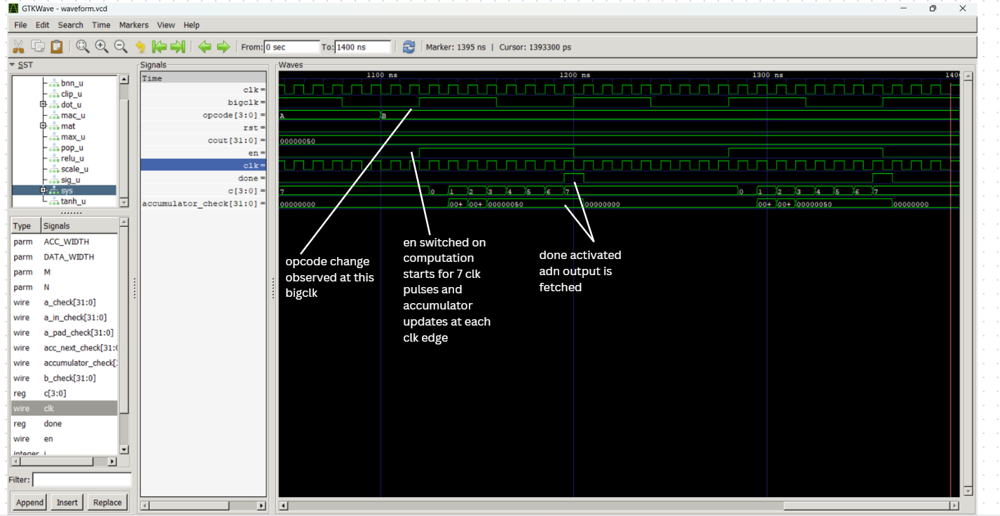 GTKWave - waveform.vcd
File Edit Search Time Markers View Help
From: 0 sec To: 1400 ns Marker: 1395 ns | Cursor: 1393300 ps
SST
bnn_u
clip_u
dot_u
mac_u
mat
max_u
pop_u
relu_u
scale_u
sig_u
sys
tanh_u
Type Signals
parm ACC_WIDTH
parm DATA_WIDTH
parm M
parm N
wire a_check[31:0]
wire a_in_check[31:0]
wire a_pad_check[31:0]
wire acc_next_check[31:0
wire accumulator_check[
wire b_check[31:0]
reg c[3:0]
wire clk
reg done
wire en
integer i
Filter:
Append Insert Replace
Signals
Time
clk=
bigclk=
opcode[3:0]=
rst=
cout[31:0]=
en=
clk=
done=
c[3:0]=
accumulator_check[31:0]=
Waves
1100 ns 1200 ns 1300 ns 1400
A B
00000050
7 0 1 2 3 4 5 6 7 0 1 2 3 4 5 6 7
00000000 00+ 00+ 00000050 00000000 00+ 00+ 00000050 00000000
opcode change
observed at this
bigclk
en switched on
computation
starts for 7 clk
pulses and
accumulator
updates at each
clk edge
done activated
adn output is
fetched